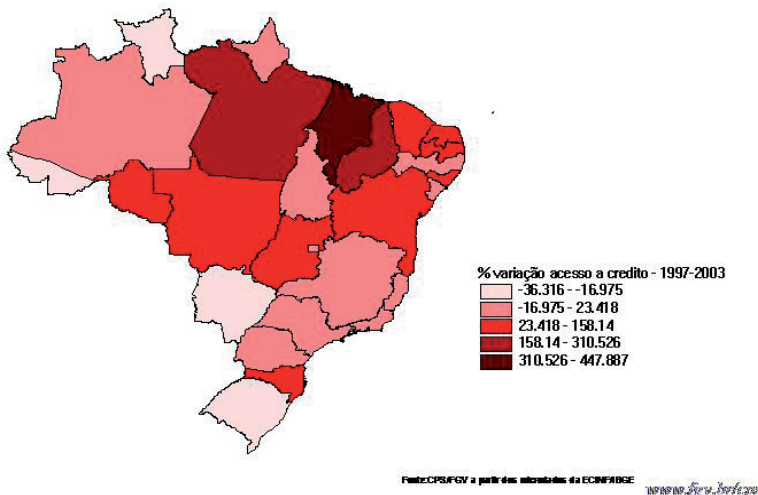 % variação acesso a credito - 1997-2003
-36.316 - -16.975
-16.975 - 23.418
23.418 - 158.14
158.14 - 310.526
310.526 - 447.887
Fonte:CPS/FGV a partir dos microdados da ECINF/IBGE
www.fgv.br/cps